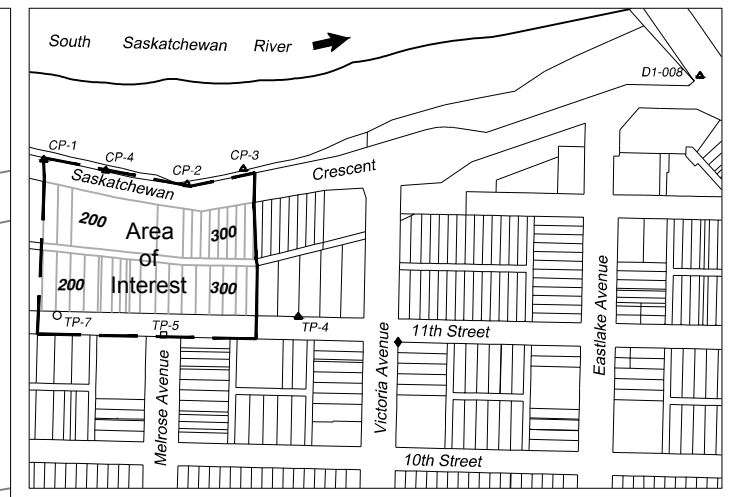 South Saskatchewan River
D1-008
CP-1
CP-4
CP-2
CP-3
Saskatchewan Crescent
200
300
Area
of
Interest
200
300
TP-7
TP-5
TP-4
11th Street
Melrose Avenue
Victoria Avenue
Eastlake Avenue
10th Street